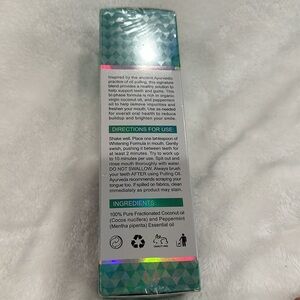 Inspired by the ancient Ayurvedic
practice of oil pulling, this signature
blend provides a healthy solution to
help support teeth and gums. This
bi-phase formula is rich in organic
virgin coconut oil, and peppermint
oil to help remove impurities and
freshen your mouth. Use as needed
for overall oral health to reduce
buildup and brighten your smile.
DIRECTIONS FOR USE:
Shake well. Place one tablespoon of
Whitening Formula in mouth. Gently
swish, pushing it between teeth for
at least 2 minutes. Try to work up
to 10 minutes per use. Spit out and
rinse mouth thoroughly with water.
DO NOT SWALLOW. Always brush
your teeth AFTER using Pulling Oil.
Ayurveda recommends scraping your
tongue too. If spilled on fabric, clean
immediately as product may stain.
INGREDIENTS:
100% Pure Fractionated Coconut oil
(Cocos nucifera) and Peppermint
(Mentha piperita) Essential oil